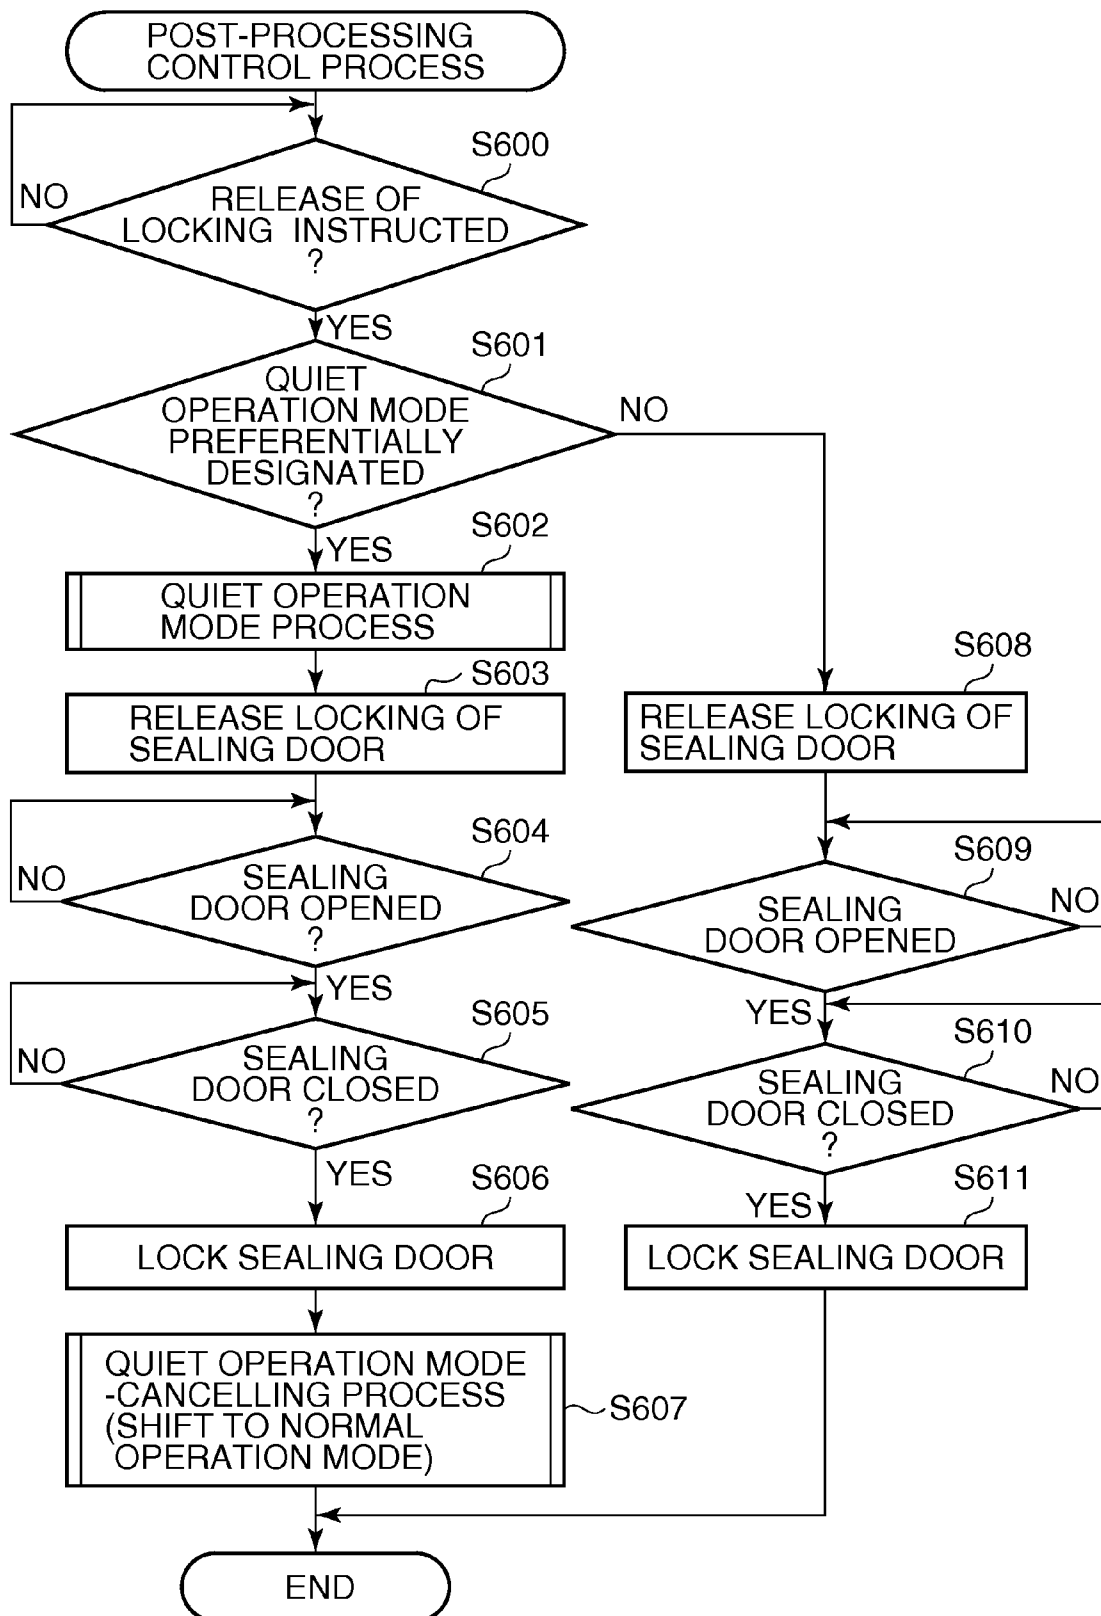 POST-PROCESSING
CONTROL PROCESS
S600
NO
RELEASE OF
LOCKING INSTRUCTED
?
YES
S601
QUIET
OPERATION MODE
PREFERENTIALLY
DESIGNATED
?
NO
YES
S602
QUIET OPERATION
MODE PROCESS
S603
RELEASE LOCKING OF
SEALING DOOR
S604
SEALING
DOOR OPENED
?
NO
YES
S605
SEALING
DOOR CLOSED
?
NO
YES
S606
LOCK SEALING DOOR
QUIET OPERATION MODE
-CANCELLING PROCESS
(SHIFT TO NORMAL
OPERATION MODE)
S607
S608
RELEASE LOCKING OF
SEALING DOOR
S609
SEALING
DOOR OPENED
NO
YES
S610
SEALING
DOOR CLOSED
?
NO
YES
S611
LOCK SEALING DOOR
END